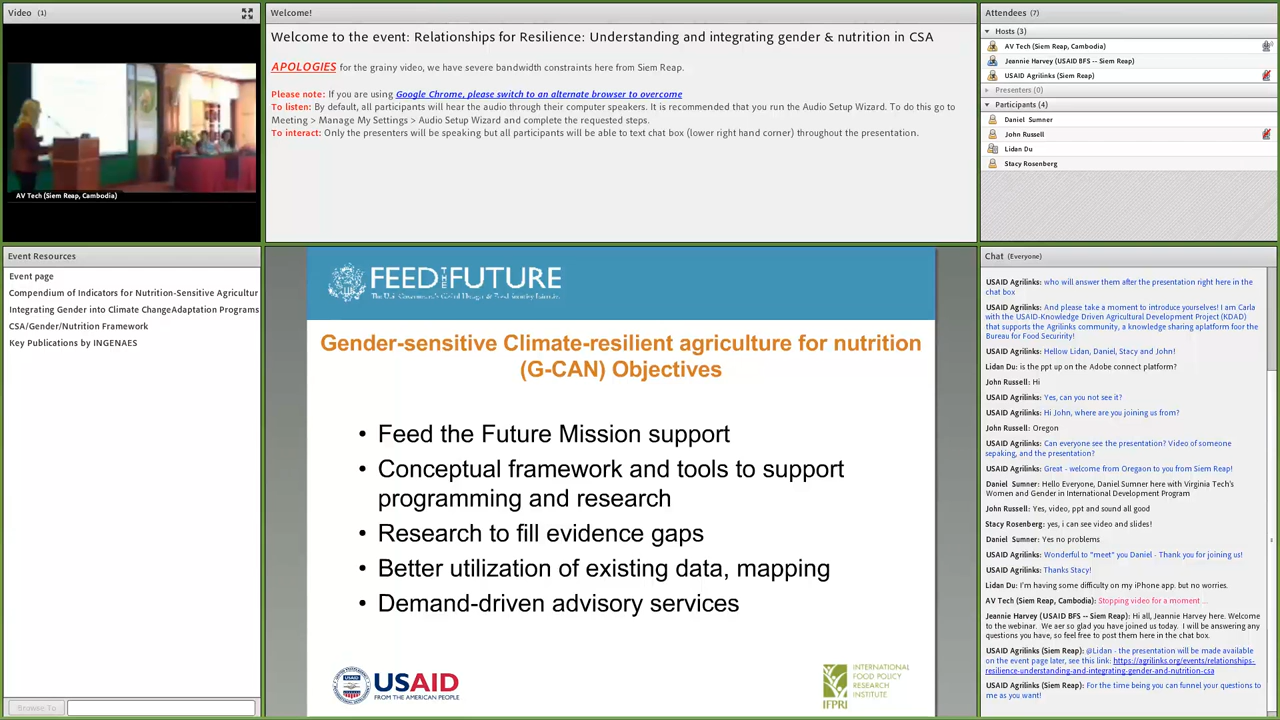 Video (1)
AV Tech (Siem Reap, Cambodia)
Welcome!
Welcome to the event: Relationships for Resilience: Understanding and integrating gender & nutrition in CSA
APOLOGIES for the grainy video, we have severe bandwidth constraints here from Siem Reap.
Please note: If you are using Google Chrome, please switch to an alternate browser to overcome
To listen: By default, all participants will hear the audio through their computer speakers. It is recommended that you run the Audio Setup Wizard. To do this go to
Meeting > Manage My Settings > Audio Setup Wizard and complete the requested steps.
To interact: Only the presenters will be speaking but all participants will be able to text chat box (lower right hand corner) throughout the presentation.
Attendees (7)
Hosts (3)
AV Tech (Siem Reap, Cambodia)
Jeannie Harvey (USAID BFS -- Siem Reap)
USAID Agrilinks (Siem Reap)
Presenters (0)
Participants (4)
Daniel Sumner
John Russell
Lidan Du
Stacy Rosenberg
Event Resources
Event page
Compendium of Indicators for Nutrition-Sensitive Agricultur
Integrating Gender into Climate ChangeAdaptation Programs
CSA/Gender/Nutrition Framework
Key Publications by INGENAES
Browse To
FEED THE FUTURE
The U.S. Government's Global Hunger & Food Security Initiative
Gender-sensitive Climate-resilient agriculture for nutrition
(G-CAN) Objectives
• Feed the Future Mission support
• Conceptual framework and tools to support
programming and research
• Research to fill evidence gaps
• Better utilization of existing data, mapping
• Demand-driven advisory services
USAID
FROM THE AMERICAN PEOPLE
IFPRI
INTERNATIONAL
FOOD POLICY
RESEARCH
INSTITUTE
Chat (Everyone)
USAID Agrilinks: who will answer them after the presentation right here in the
chat box
USAID Agrilinks: And please take a moment to introduce yourselves! I am Carla
with the USAID-Knowledge Driven Agricultural Development Project (KDAD)
that supports the Agrilinks community, a knowledge sharing aplatform foor the
Bureau for Food Securirity!
USAID Agrilinks: Hellow Lidan, Daniel, Stacy and John!
Lidan Du: is the ppt up on the Adobe connect platform?
John Russell: Hi
USAID Agrilinks: Yes, can you not see it?
USAID Agrilinks: Hi John, where are you joining us from?
John Russell: Oregon
USAID Agrilinks: Can everyone see the presentation? Video of someone
sepaking, and the presentation?
USAID Agrilinks: Great - welcome from Oregaon to you from Siem Reap!
Daniel Sumner: Hello Everyone, Daniel Sumner here with Virginia Tech's
Women and Gender in International Development Program
John Russell: Yes, video, ppt and sound all good
Stacy Rosenberg: yes, i can see video and slides!
Daniel Sumner: Yes no problems
USAID Agrilinks: Wonderful to "meet" you Daniel - Thank you for joining us!
USAID Agrilinks: Thanks Stacy!
Lidan Du: I'm having some difficulty on my iPhone app. but no worries.
AV Tech (Siem Reap, Cambodia): Stopping video for a moment ...
Jeannie Harvey (USAID BFS -- Siem Reap): Hi all, Jeannie Harvey here. Welcome
to the webinar. We aer so glad you have joined us today. I will be answering any
questions you have, so feel free to post them here in the chat box.
USAID Agrilinks (Siem Reap): @Lidan - the presentation will be made available
on the event page later, see this link: https://agrilinks.org/events/relationships-
resilience-understanding-and-integrating-gender-and-nutrition-csa
USAID Agrilinks (Siem Reap): For the time being you can funnel your questions to
me as you want!